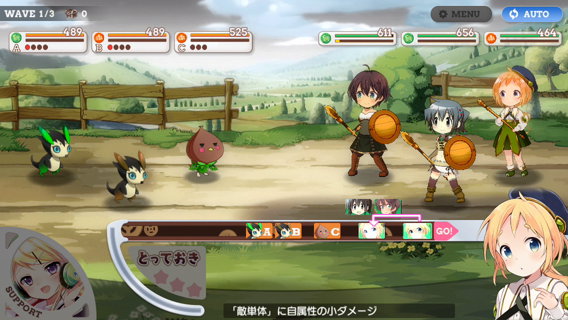 WAVE 1/3 0
MENU
AUTO
489
489
525
A
B
C
611
656
464
A
B
C
GO!
とっておき
SUPPORT
「敵単体」に自属性の小ダメージ